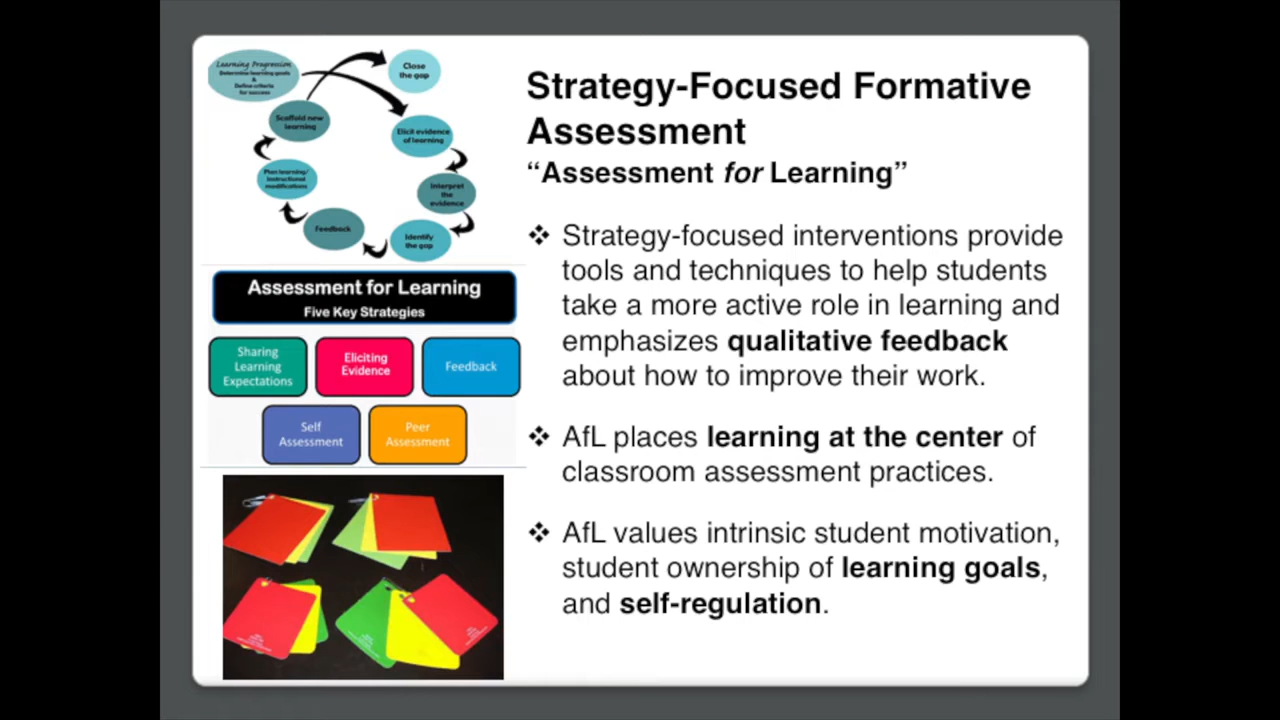 Learning Progression
Determine learning goals
&
Define criteria
for success
Close
the gap
Scaffold new
learning
Elicit evidence
of learning
Plan learning/
instructional
modifications
Interpret
the
evidence
Feedback
Identify
the gap
Assessment for Learning
Five Key Strategies
Sharing
Learning
Expectations
Eliciting
Evidence
Feedback
Self
Assessment
Peer
Assessment
Strategy-Focused Formative
Assessment
“Assessment for Learning”
❖ Strategy-focused interventions provide
tools and techniques to help students
take a more active role in learning and
emphasizes qualitative feedback
about how to improve their work.
❖ AfL places learning at the center of
classroom assessment practices.
❖ AfL values intrinsic student motivation,
student ownership of learning goals,
and self-regulation.